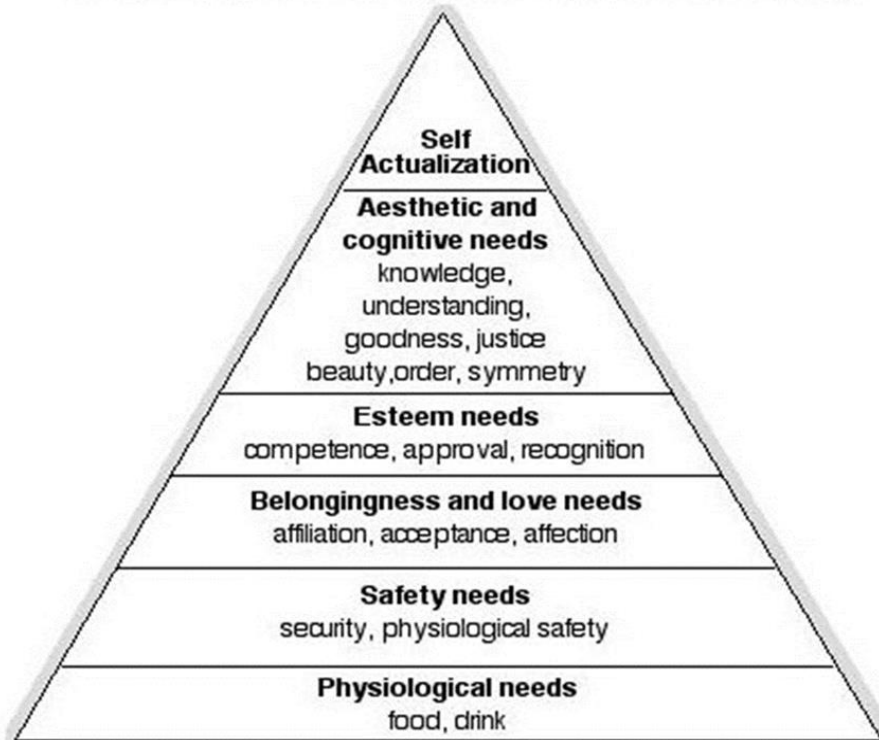 Self
Actualization
Aesthetic and
cognitive needs
knowledge,
understanding,
goodness, justice
beauty,order, symmetry
Esteem needs
competence, approval, recognition
Belongingness and love needs
affiliation, acceptance, affection
Safety needs
security, physiological safety
Physiological needs
food, drink